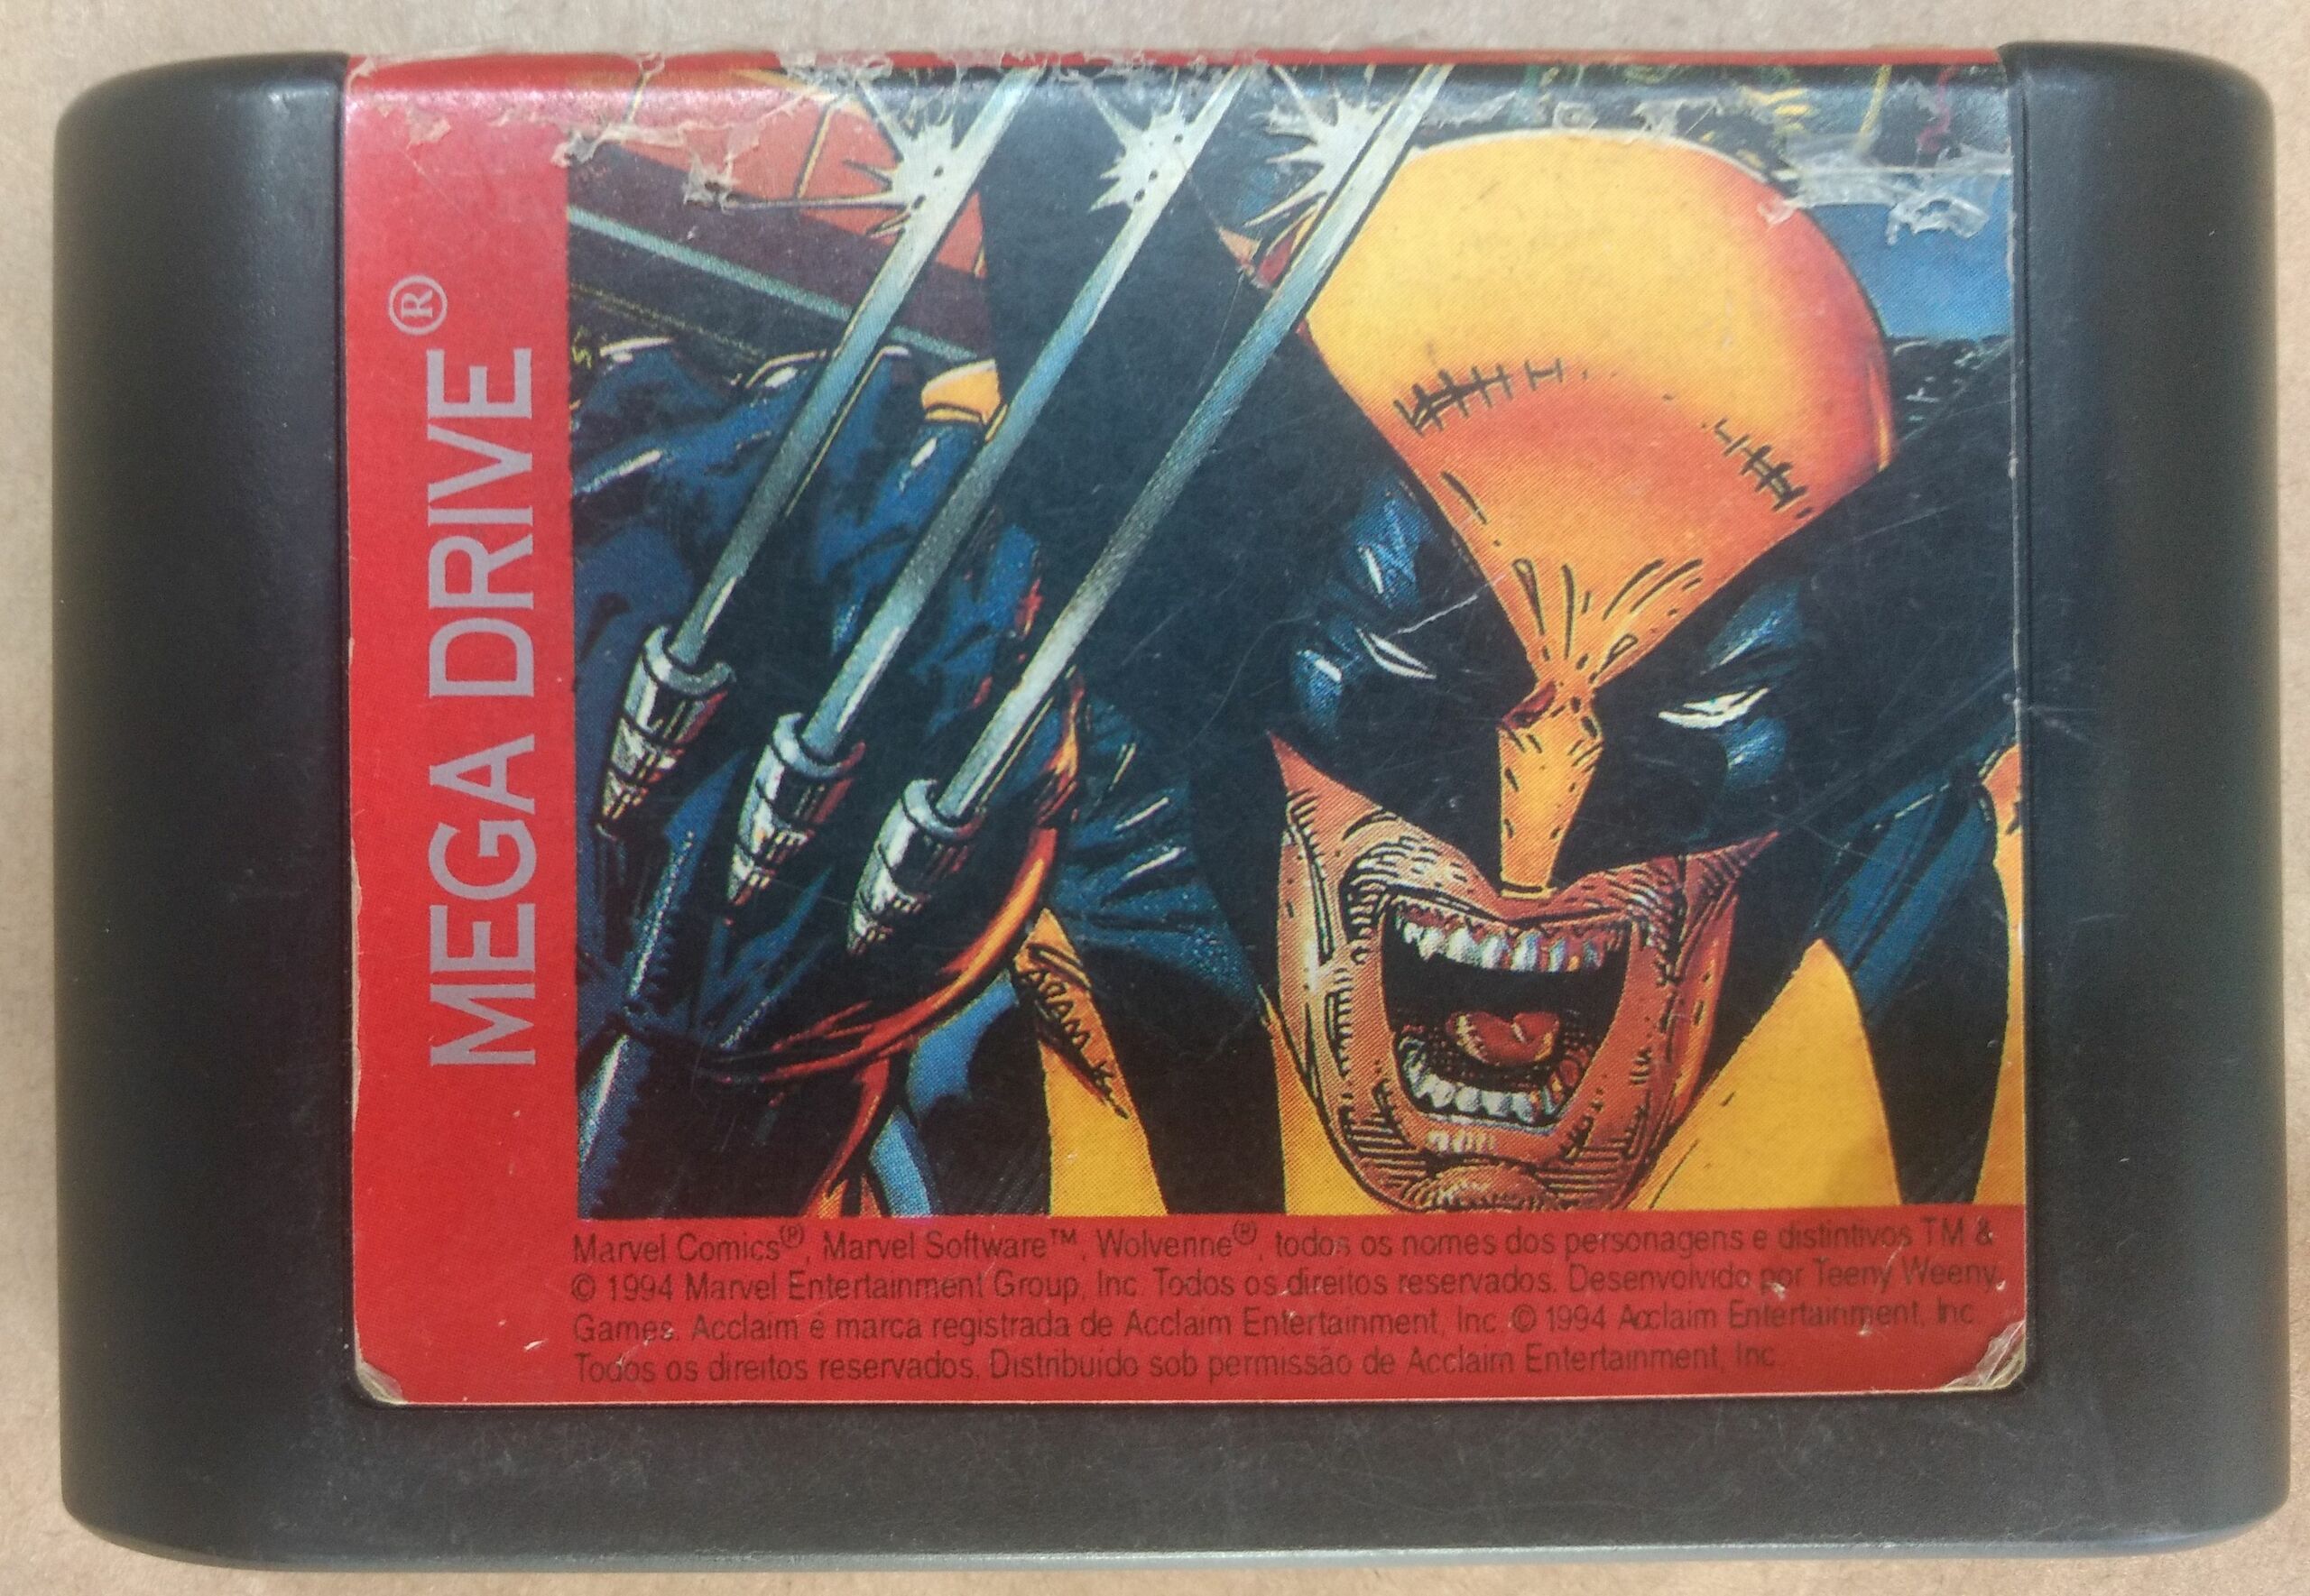 MEGA DRIVE®
ADAM K
Marvel Comics®, Marvel Software™, Wolverine®, todos os nomes dos personagens e distintivos TM &
© 1994 Marvel Entertainment Group, Inc. Todos os direitos reservados. Desenvolvido por Teeny Weeny
Games. Acclaim é marca registrada de Acclaim Entertainment, Inc. © 1994 Acclaim Entertainment, Inc.
Todos os direitos reservados. Distribuido sob permissão de Acclaim Entertainment, Inc.